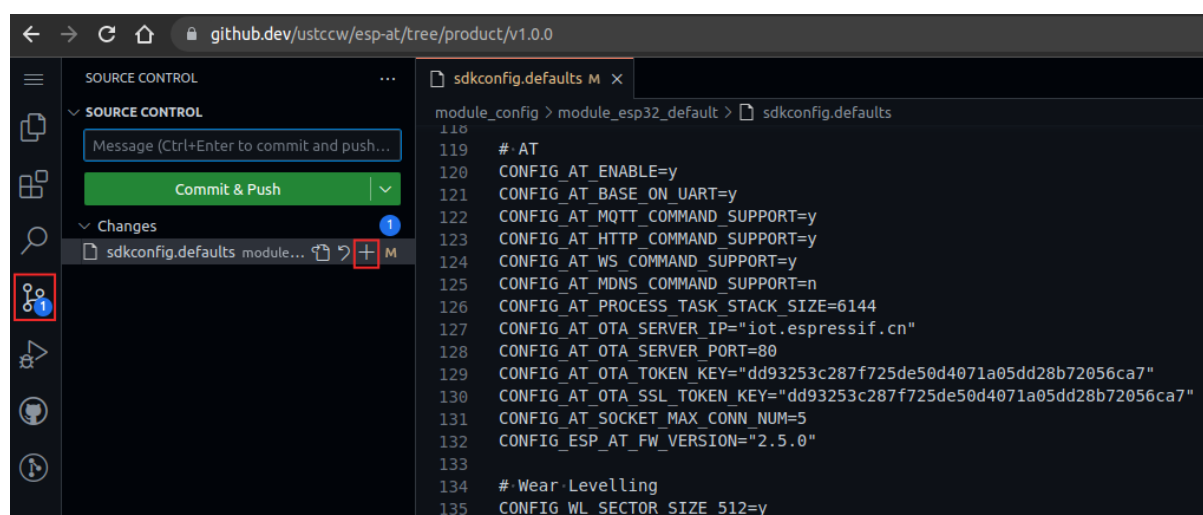 github.dev/ustccw/esp-at/tree/product/v1.0.0
SOURCE CONTROL
SOURCE CONTROL
Message (Ctrl+Enter to commit and push...
Commit & Push
Changes 1
sdkconfig.defaults module... M
1
sdkconfig.defaults M
module_config > module_esp32_default > sdkconfig.defaults
118
119 # AT
120 CONFIG_AT_ENABLE=y
121 CONFIG_AT_BASE_ON_UART=y
122 CONFIG_AT_MQTT_COMMAND_SUPPORT=y
123 CONFIG_AT_HTTP_COMMAND_SUPPORT=y
124 CONFIG_AT_WS_COMMAND_SUPPORT=y
125 CONFIG_AT_MDNS_COMMAND_SUPPORT=n
126 CONFIG_AT_PROCESS_TASK_STACK_SIZE=6144
127 CONFIG_AT_OTA_SERVER_IP="iot.espressif.cn"
128 CONFIG_AT_OTA_SERVER_PORT=80
129 CONFIG_AT_OTA_TOKEN_KEY="dd93253c287f725de50d4071a05dd28b72056ca7"
130 CONFIG_AT_OTA_SSL_TOKEN_KEY="dd93253c287f725de50d4071a05dd28b72056ca7"
131 CONFIG_AT_SOCKET_MAX_CONN_NUM=5
132 CONFIG_ESP_AT_FW_VERSION="2.5.0"
133
134 # Wear Levelling
135 CONFIG_WL_SECTOR_SIZE_512=y